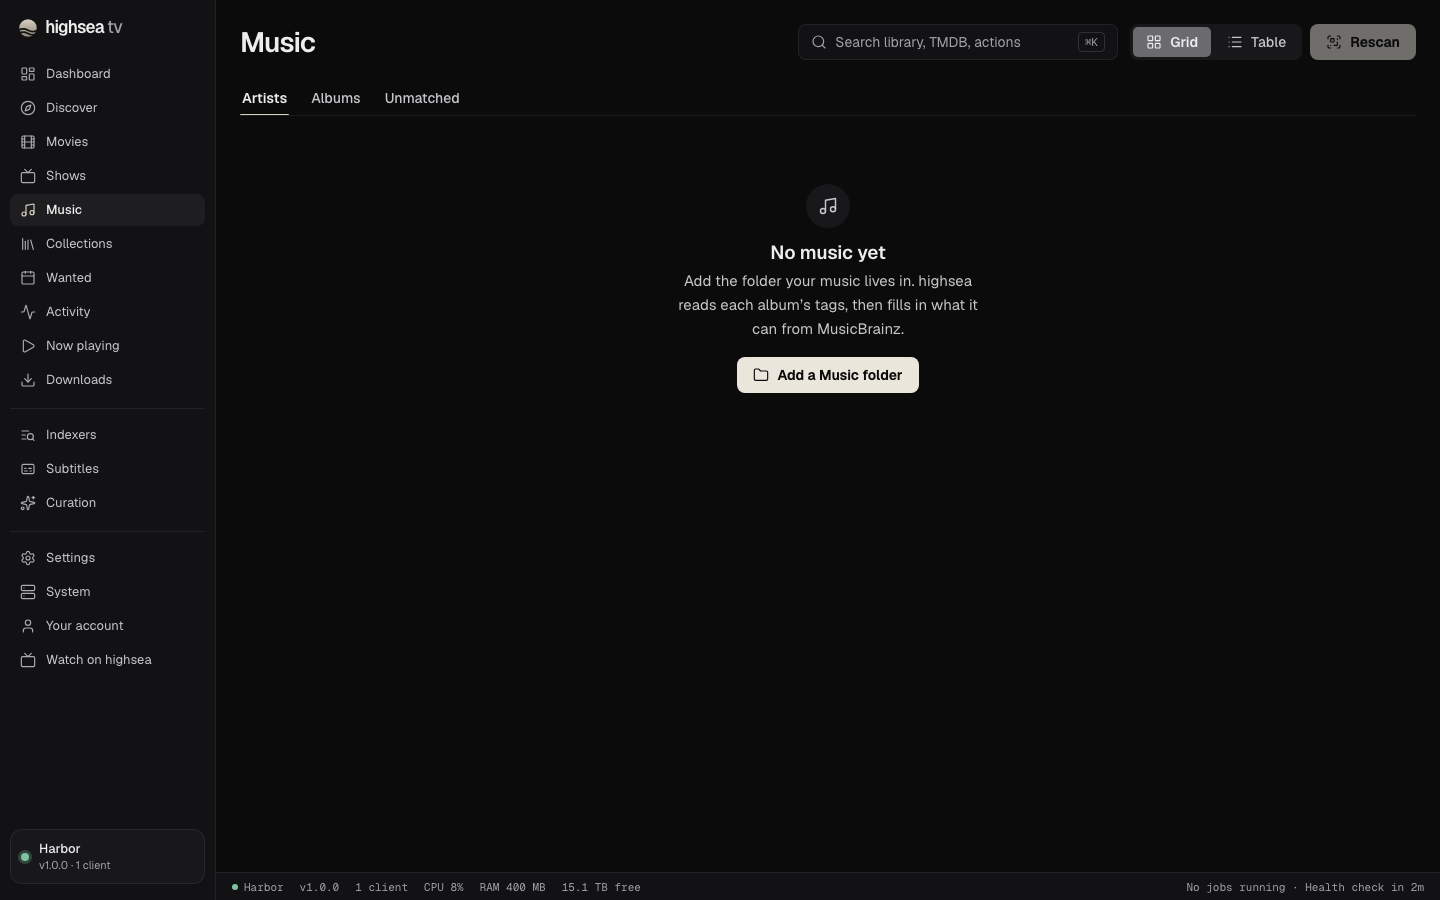 highsea tv
Dashboard
Discover
Movies
Shows
Music
Collections
Wanted
Activity
Now playing
Downloads
Indexers
Subtitles
Curation
Settings
System
Your account
Watch on highsea
Harbor
v1.0.0 · 1 client
Music
Search library, TMDB, actions ⌘K
Grid
Table
Rescan
Artists Albums Unmatched
No music yet
Add the folder your music lives in. highsea
reads each album’s tags, then fills in what it
can from MusicBrainz.
Add a Music folder
Harbor v1.0.0 1 client CPU 8% RAM 400 MB 15.1 TB free
No jobs running · Health check in 2m